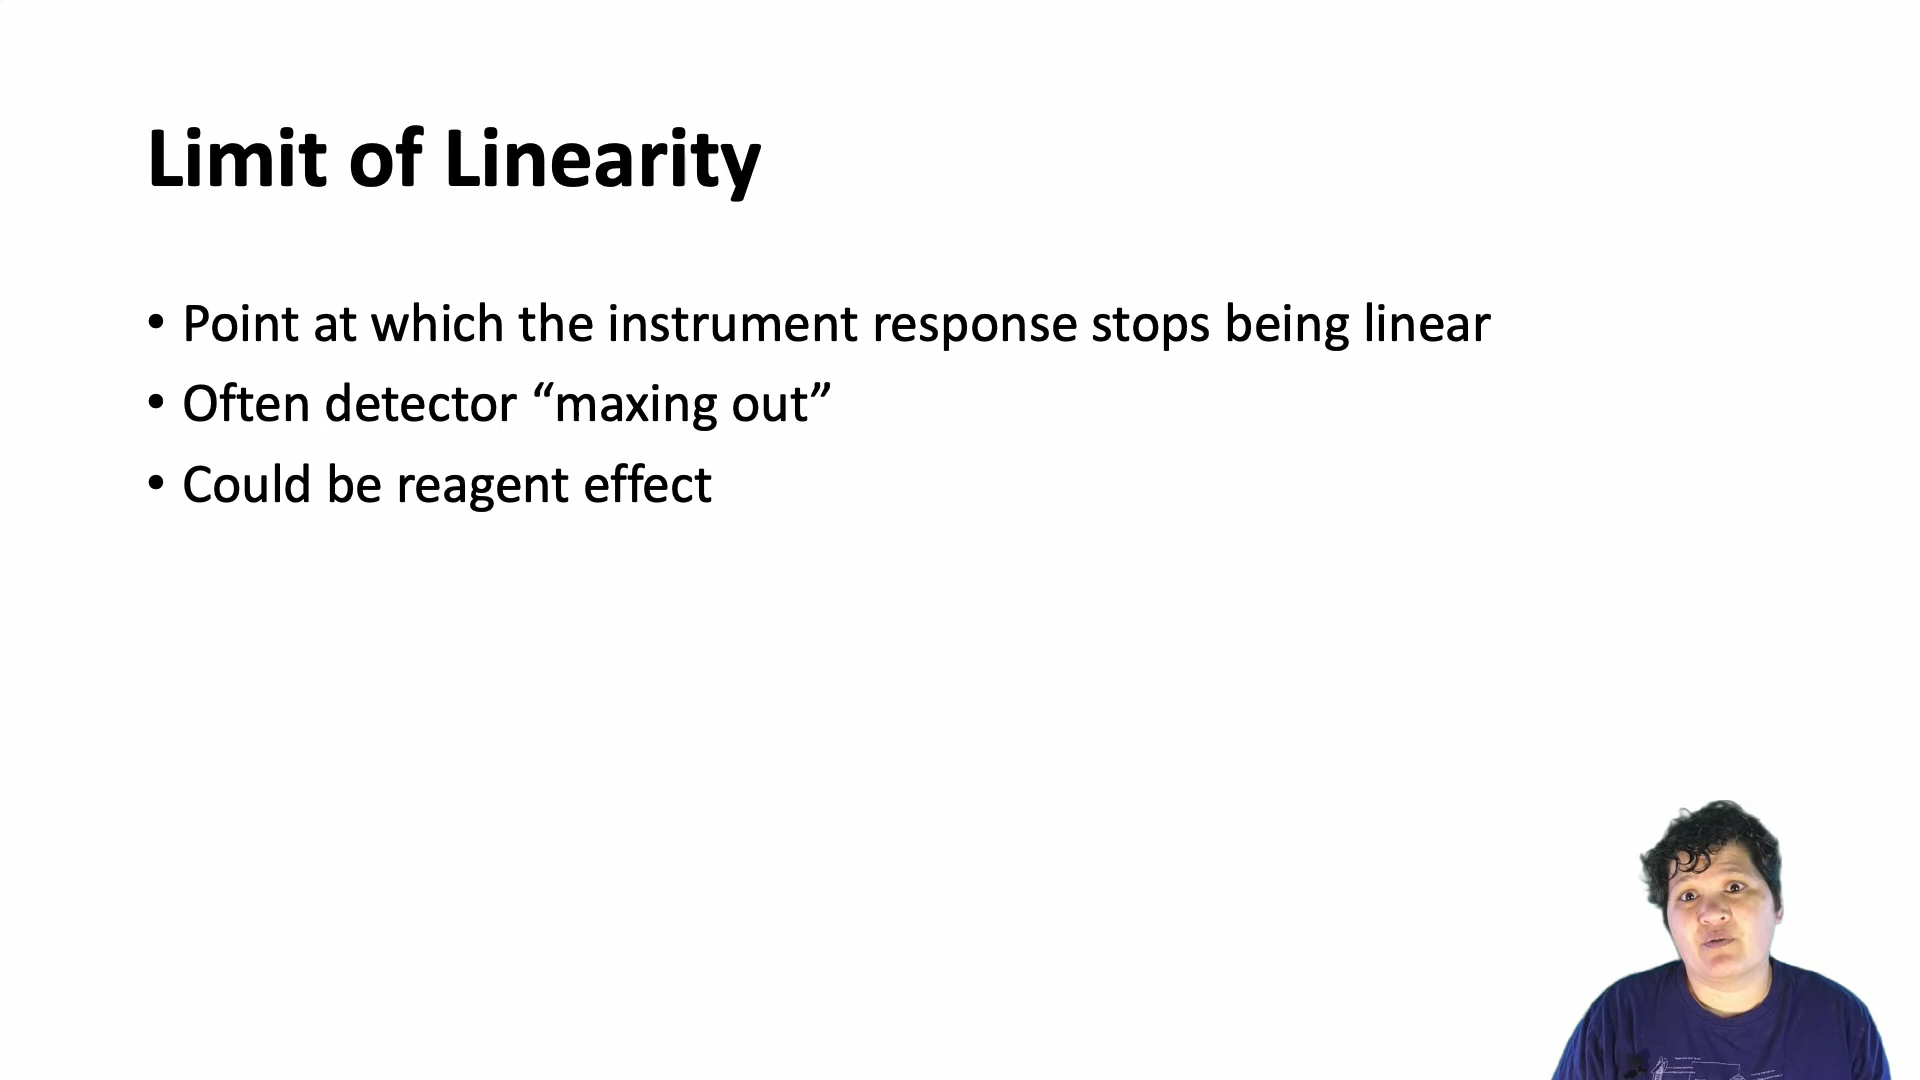 Limit of Linearity
• Point at which the instrument response stops being linear
• Often detector “maxing out”
• Could be reagent effect